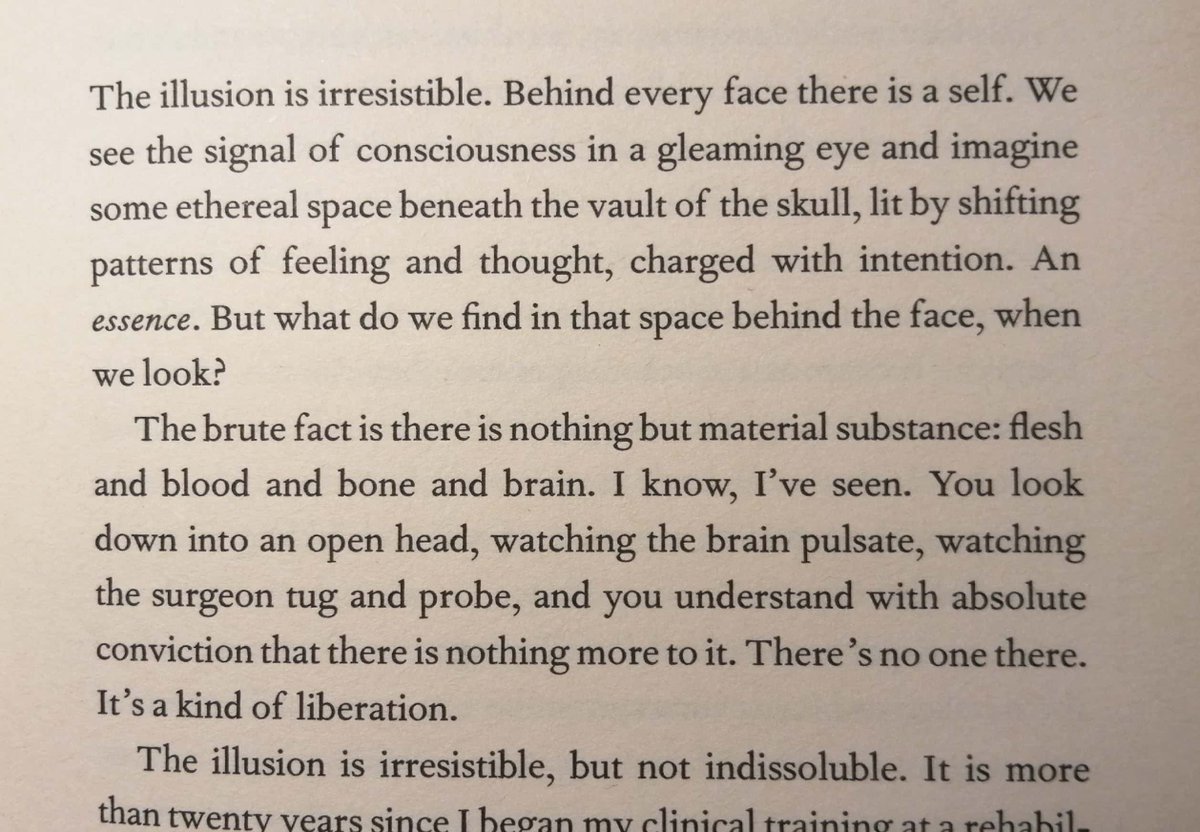 The illusion is irresistible. Behind every face there is a self. We
see the signal of consciousness in a gleaming eye and imagine
some ethereal space beneath the vault of the skull, lit by shifting
patterns of feeling and thought, charged with intention. An
essence. But what do we find in that space behind the face, when
we look?
The brute fact is there is nothing but material substance: flesh
and blood and bone and brain. I know, I've seen. You look
down into an open head, watching the brain pulsate, watching
the surgeon tug and probe, and you understand with absolute
conviction that there is nothing more to it. There's no one there.
It's a kind of liberation.
The illusion is irresistible, but not indissoluble. It is more
than twenty years since I began my clinical training at a rehabil-